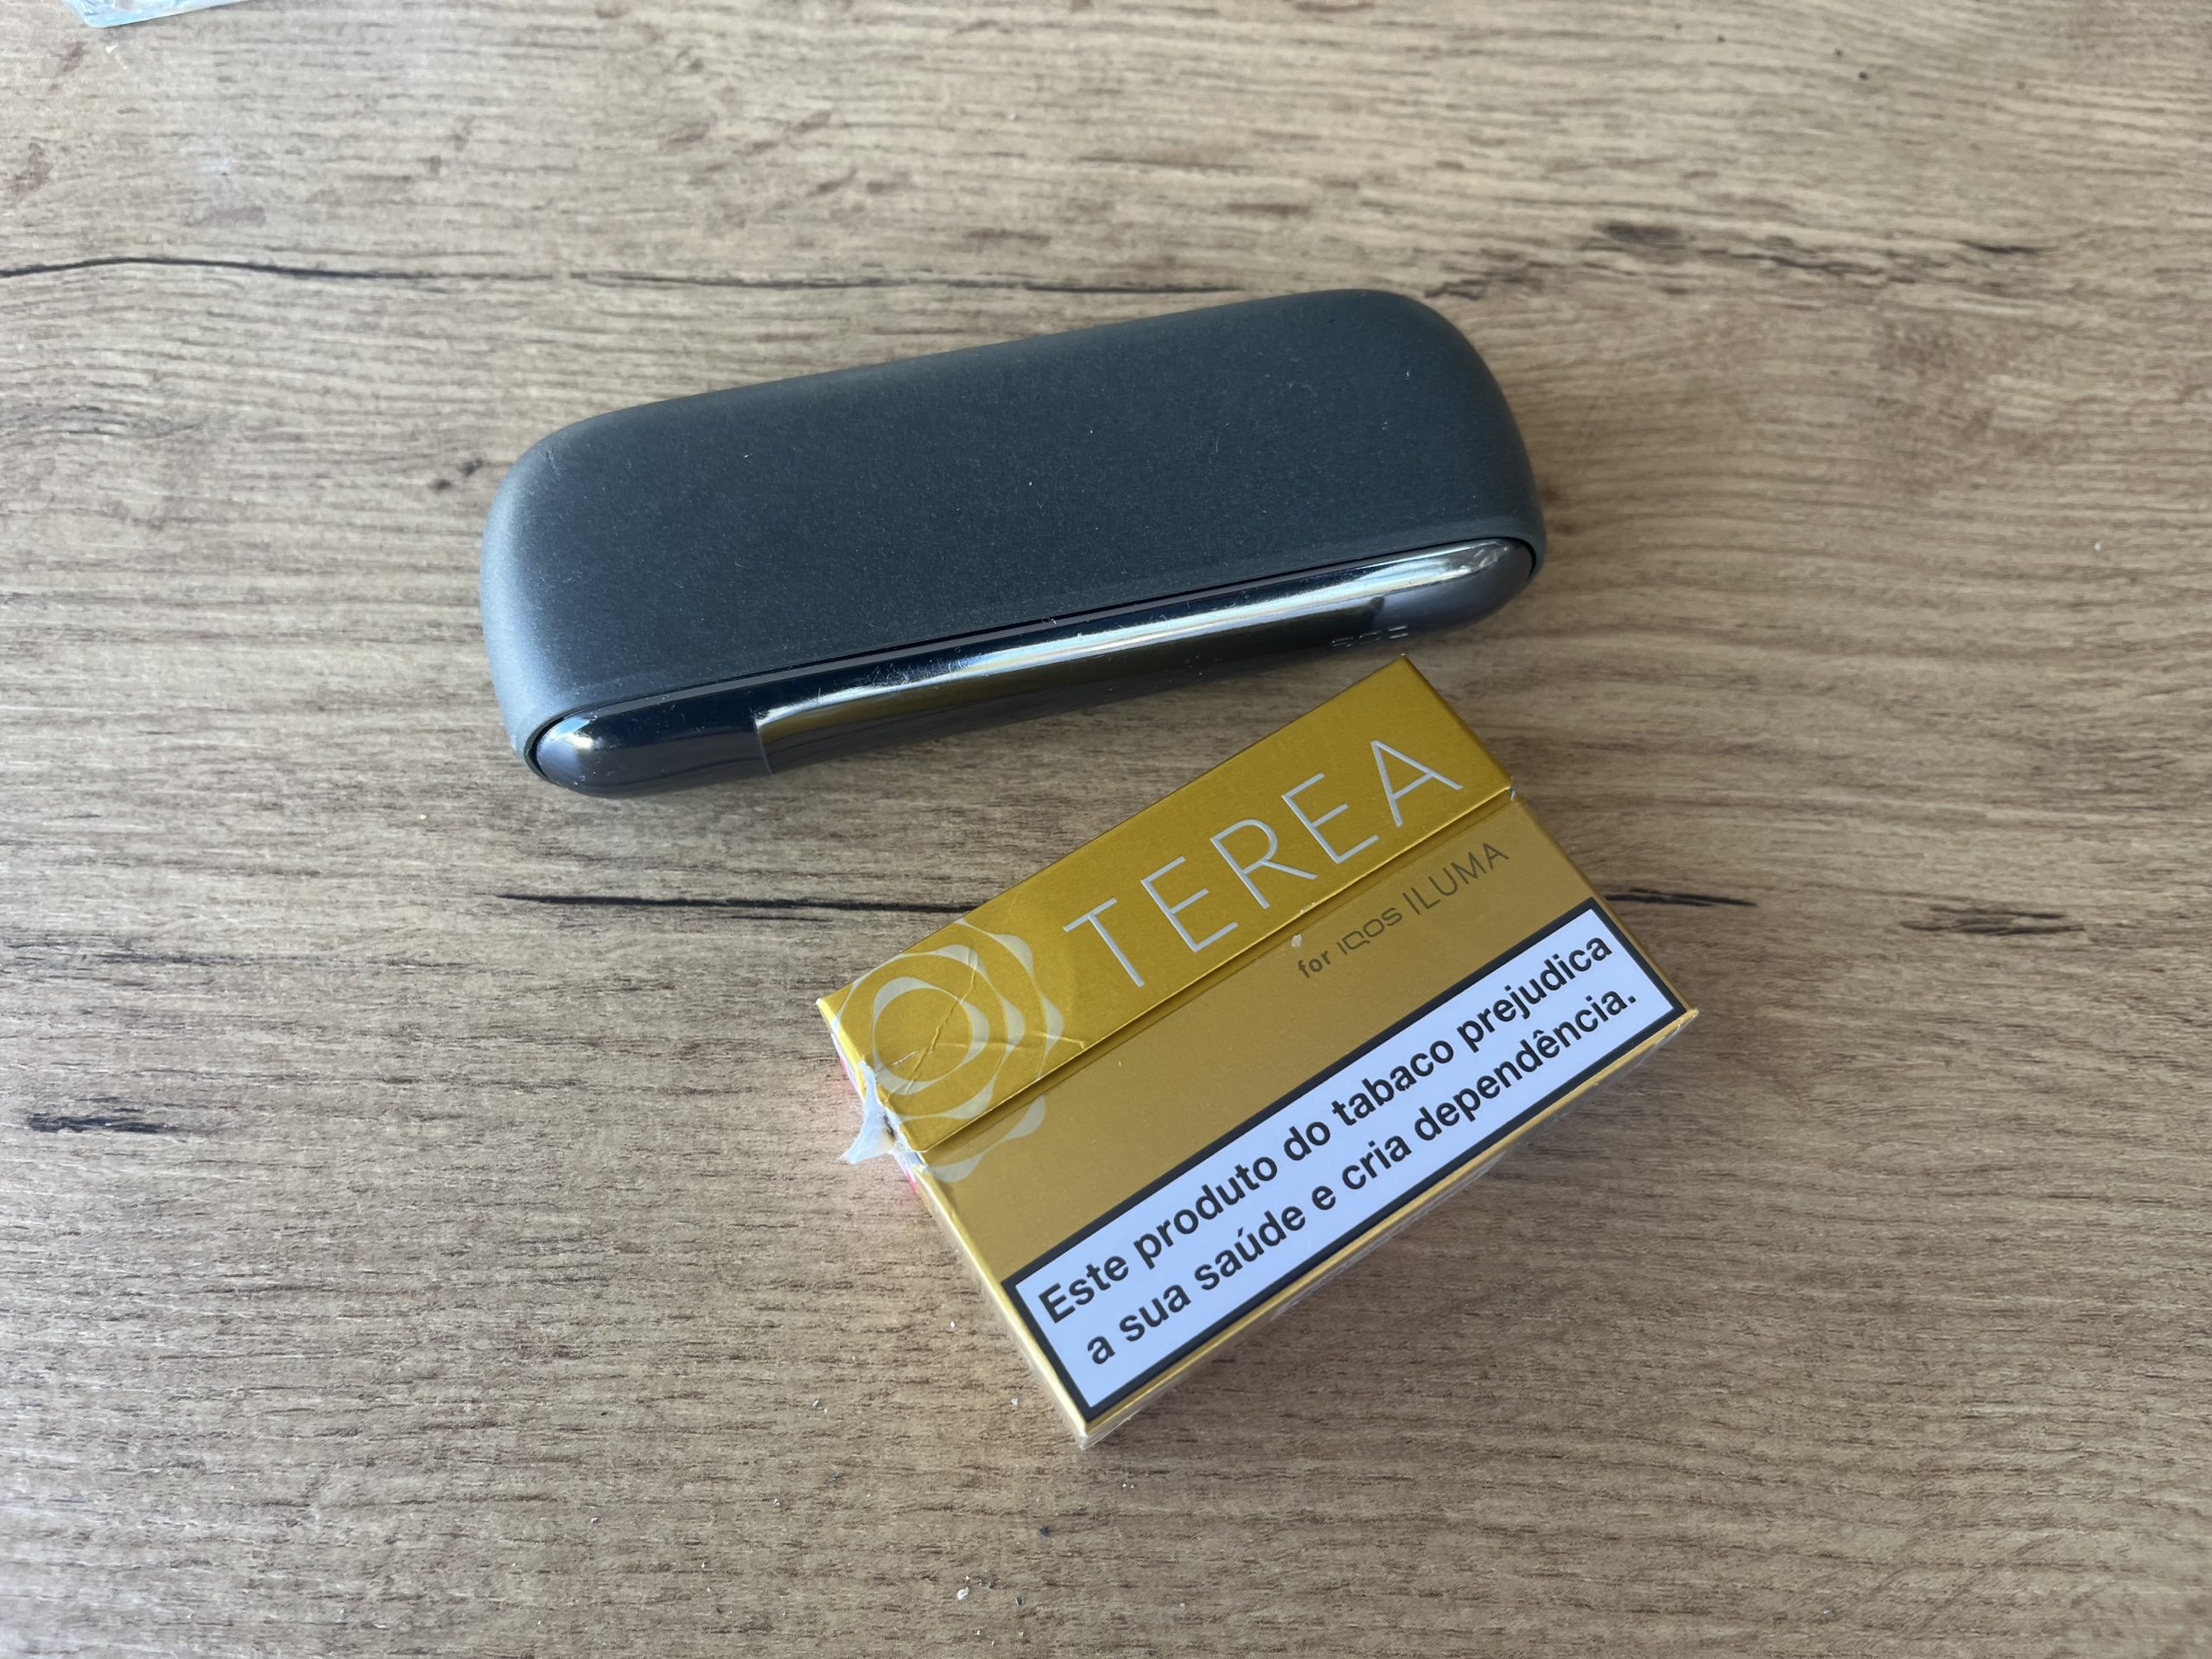 TEREA
for IQOS ILUMA
Este produto do tabaco prejudica
a sua saúde e cria dependência.